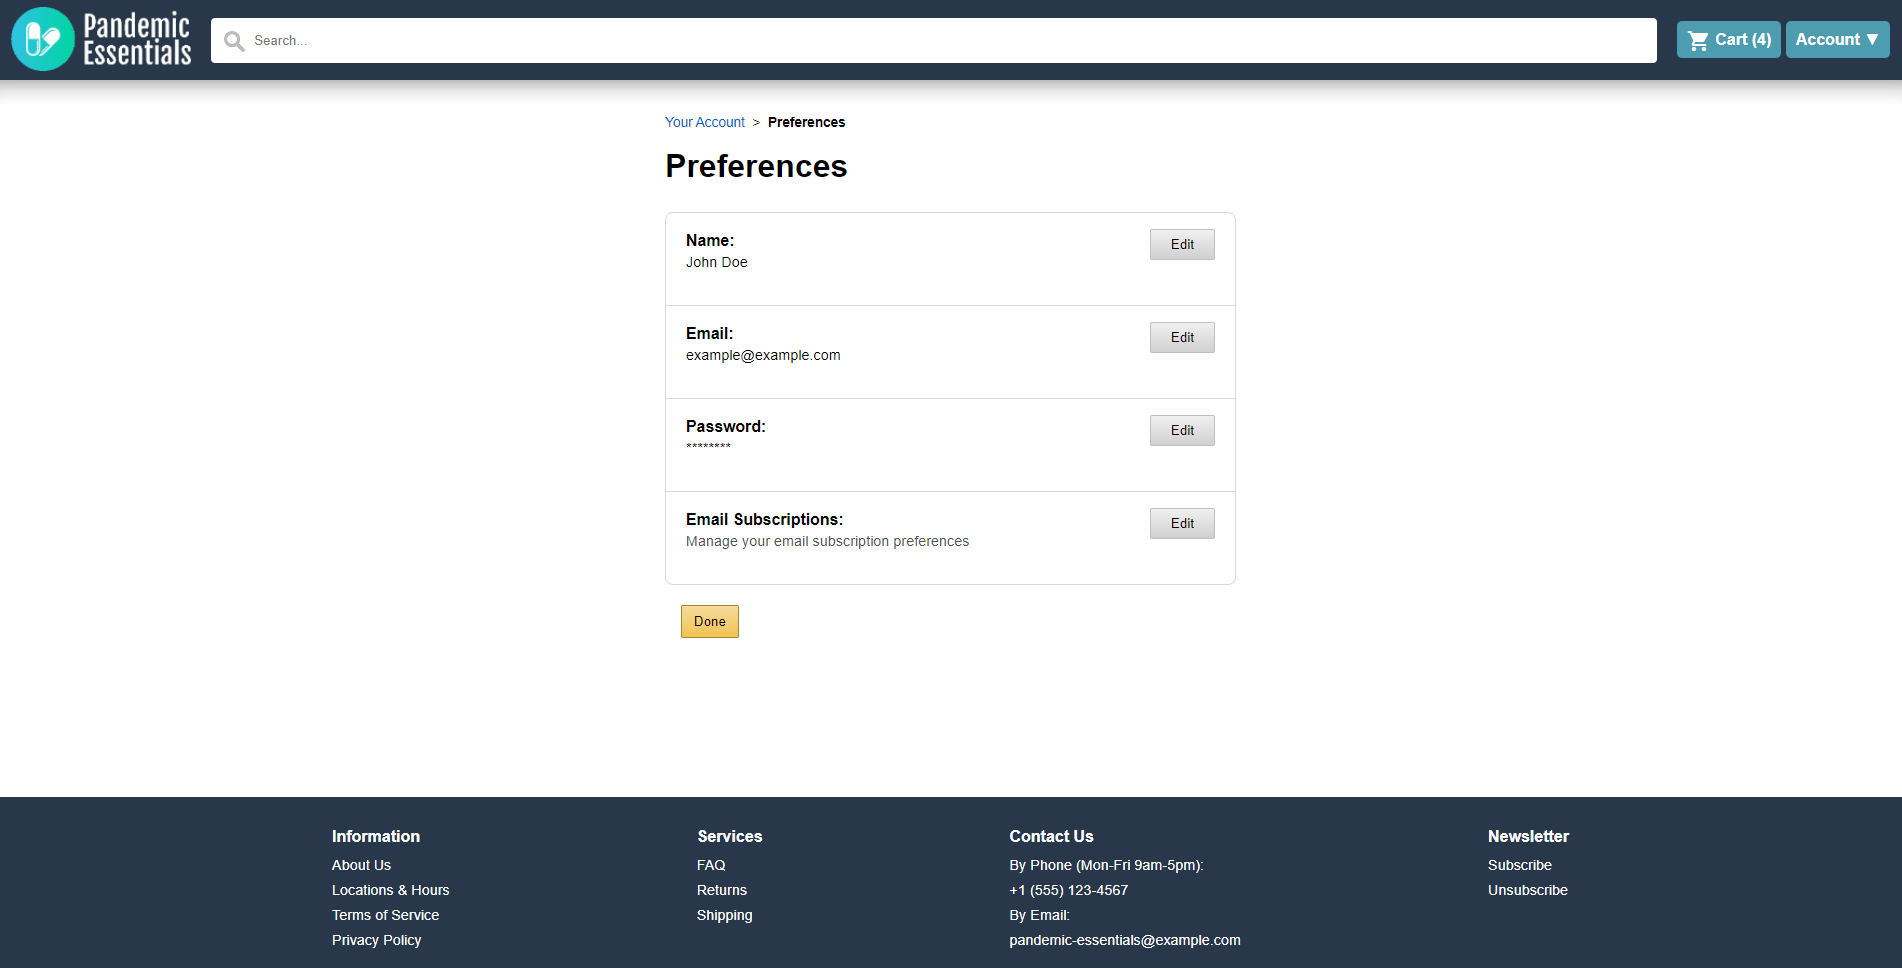 Pandemic
Essentials
Search...
Cart (4)
Account ▼
Your Account > Preferences
Preferences
Name:
John Doe
Edit
Email:
example@example.com
Edit
Password:
********
Edit
Email Subscriptions:
Manage your email subscription preferences
Edit
Done
Information
About Us
Locations & Hours
Terms of Service
Privacy Policy
Services
FAQ
Returns
Shipping
Contact Us
By Phone (Mon-Fri 9am-5pm):
+1 (555) 123-4567
By Email:
pandemic-essentials@example.com
Newsletter
Subscribe
Unsubscribe